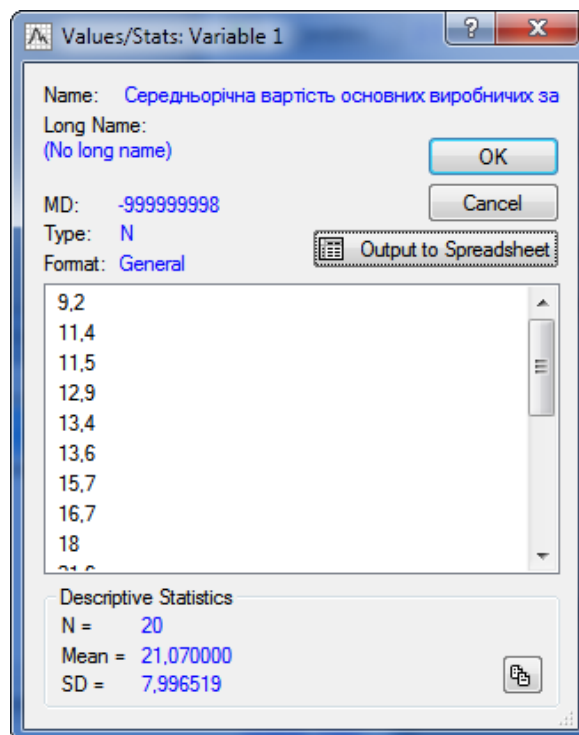 Values/Stats: Variable 1
Name: Середньорічна вартість основних виробничих за
Long Name:
(No long name)
OK
MD: -999999998
Cancel
Type: N
Output to Spreadsheet
Format: General
9,2
11,4
11,5
12,9
13,4
13,6
15,7
16,7
18
Descriptive Statistics
N = 20
Mean = 21,070000
SD = 7,996519